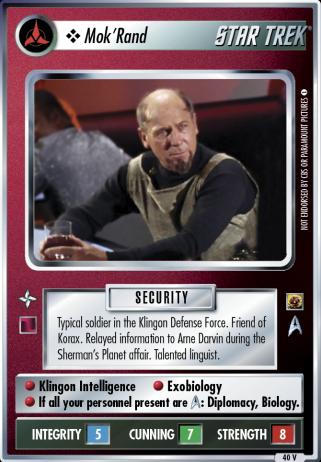 ❖ Mok'Rand
STAR TREK®
NOT ENDORSED BY CBS OR PARAMOUNT PICTURES
SECURITY
Typical soldier in the Klingon Defense Force. Friend of
Korax. Relayed information to Arne Darvin during the
Sherman's Planet affair. Talented linguist.
Klingon Intelligence Exobiology
If all your personnel present are : Diplomacy, Biology.
INTEGRITY 5 CUNNING 7 STRENGTH 8
40 V